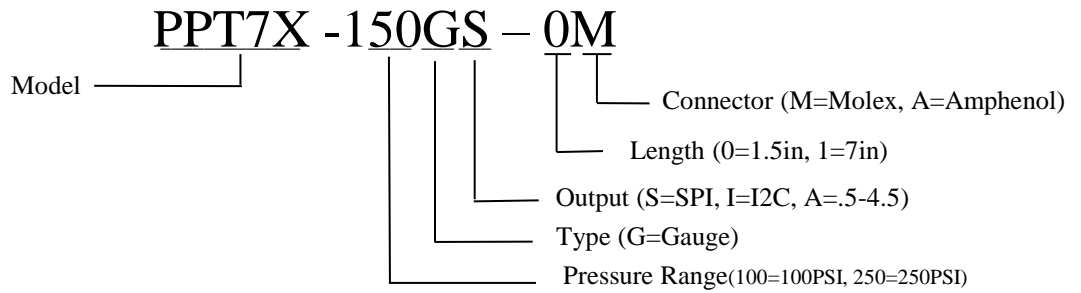 PPT7X -150GS – 0M
Model
Connector (M=Molex, A=Amphenol)
Length (0=1.5in, 1=7in)
Output (S=SPI, I=I2C, A=.5-4.5)
Type (G=Gauge)
Pressure Range(100=100PSI, 250=250PSI)